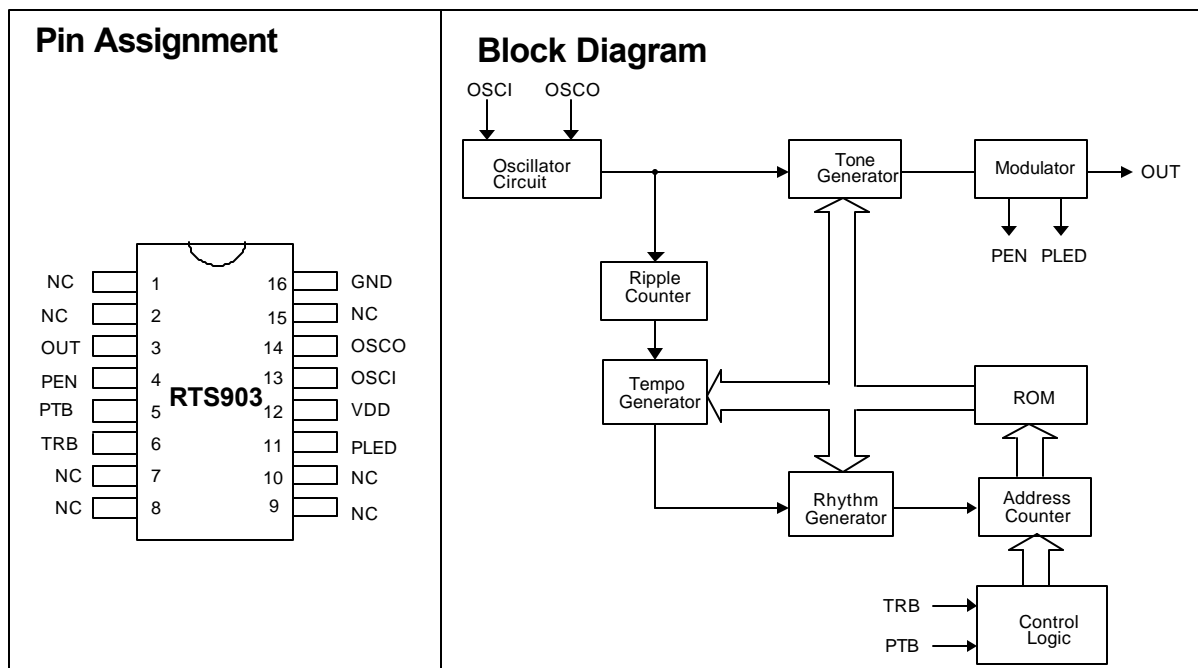 Pin Assignment
NC
NC
OUT
PEN
PTB
TRB
NC
NC
1
2
3
4
5
6
7
8
RTS903
16
15
14
13
12
11
10
9
GND
NC
OSCO
OSCI
VDD
PLED
NC
NC
Block Diagram
OSCI
OSCO
Oscillator
Circuit
Tone
Generator
Modulator
OUT
PEN
PLED
Ripple
Counter
Tempo
Generator
ROM
Rhythm
Generator
Address
Counter
TRB
PTB
Control
Logic